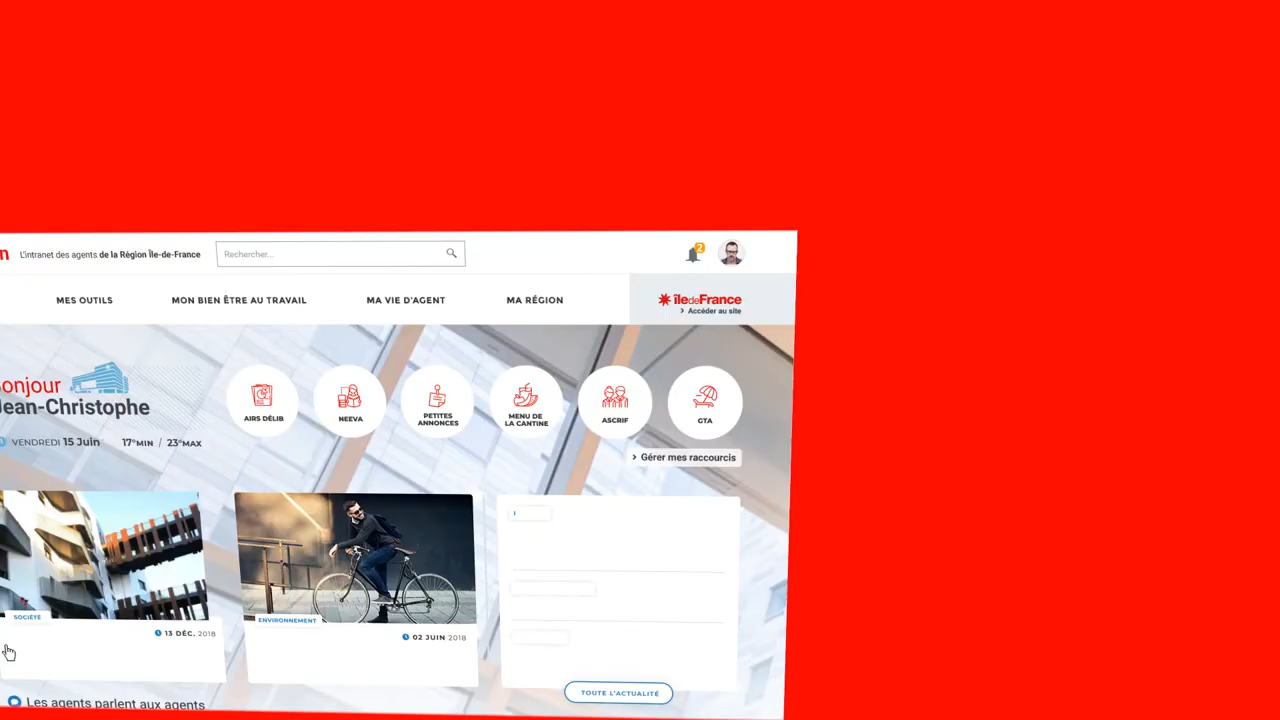 L'intranet des agents de la Région Île-de-France
Rechercher...
2
MES OUTILS
MON BIEN ÊTRE AU TRAVAIL
MA VIE D'AGENT
MA RÉGION
îledeFrance
Accéder au site
onjour
Jean-Christophe
VENDREDI 15 Juin 17°MIN / 23°MAX
AIRS DÉLIB
NEEVA
PETITES
ANNONCES
MENU DE
LA CANTINE
ASCRIF
GTA
Gérer mes raccourcis
SOCIÉTÉ
13 DÉC. 2018
ENVIRONNEMENT
02 JUIN 2018
TOUTE L'ACTUALITÉ
Les agents parlent aux agents